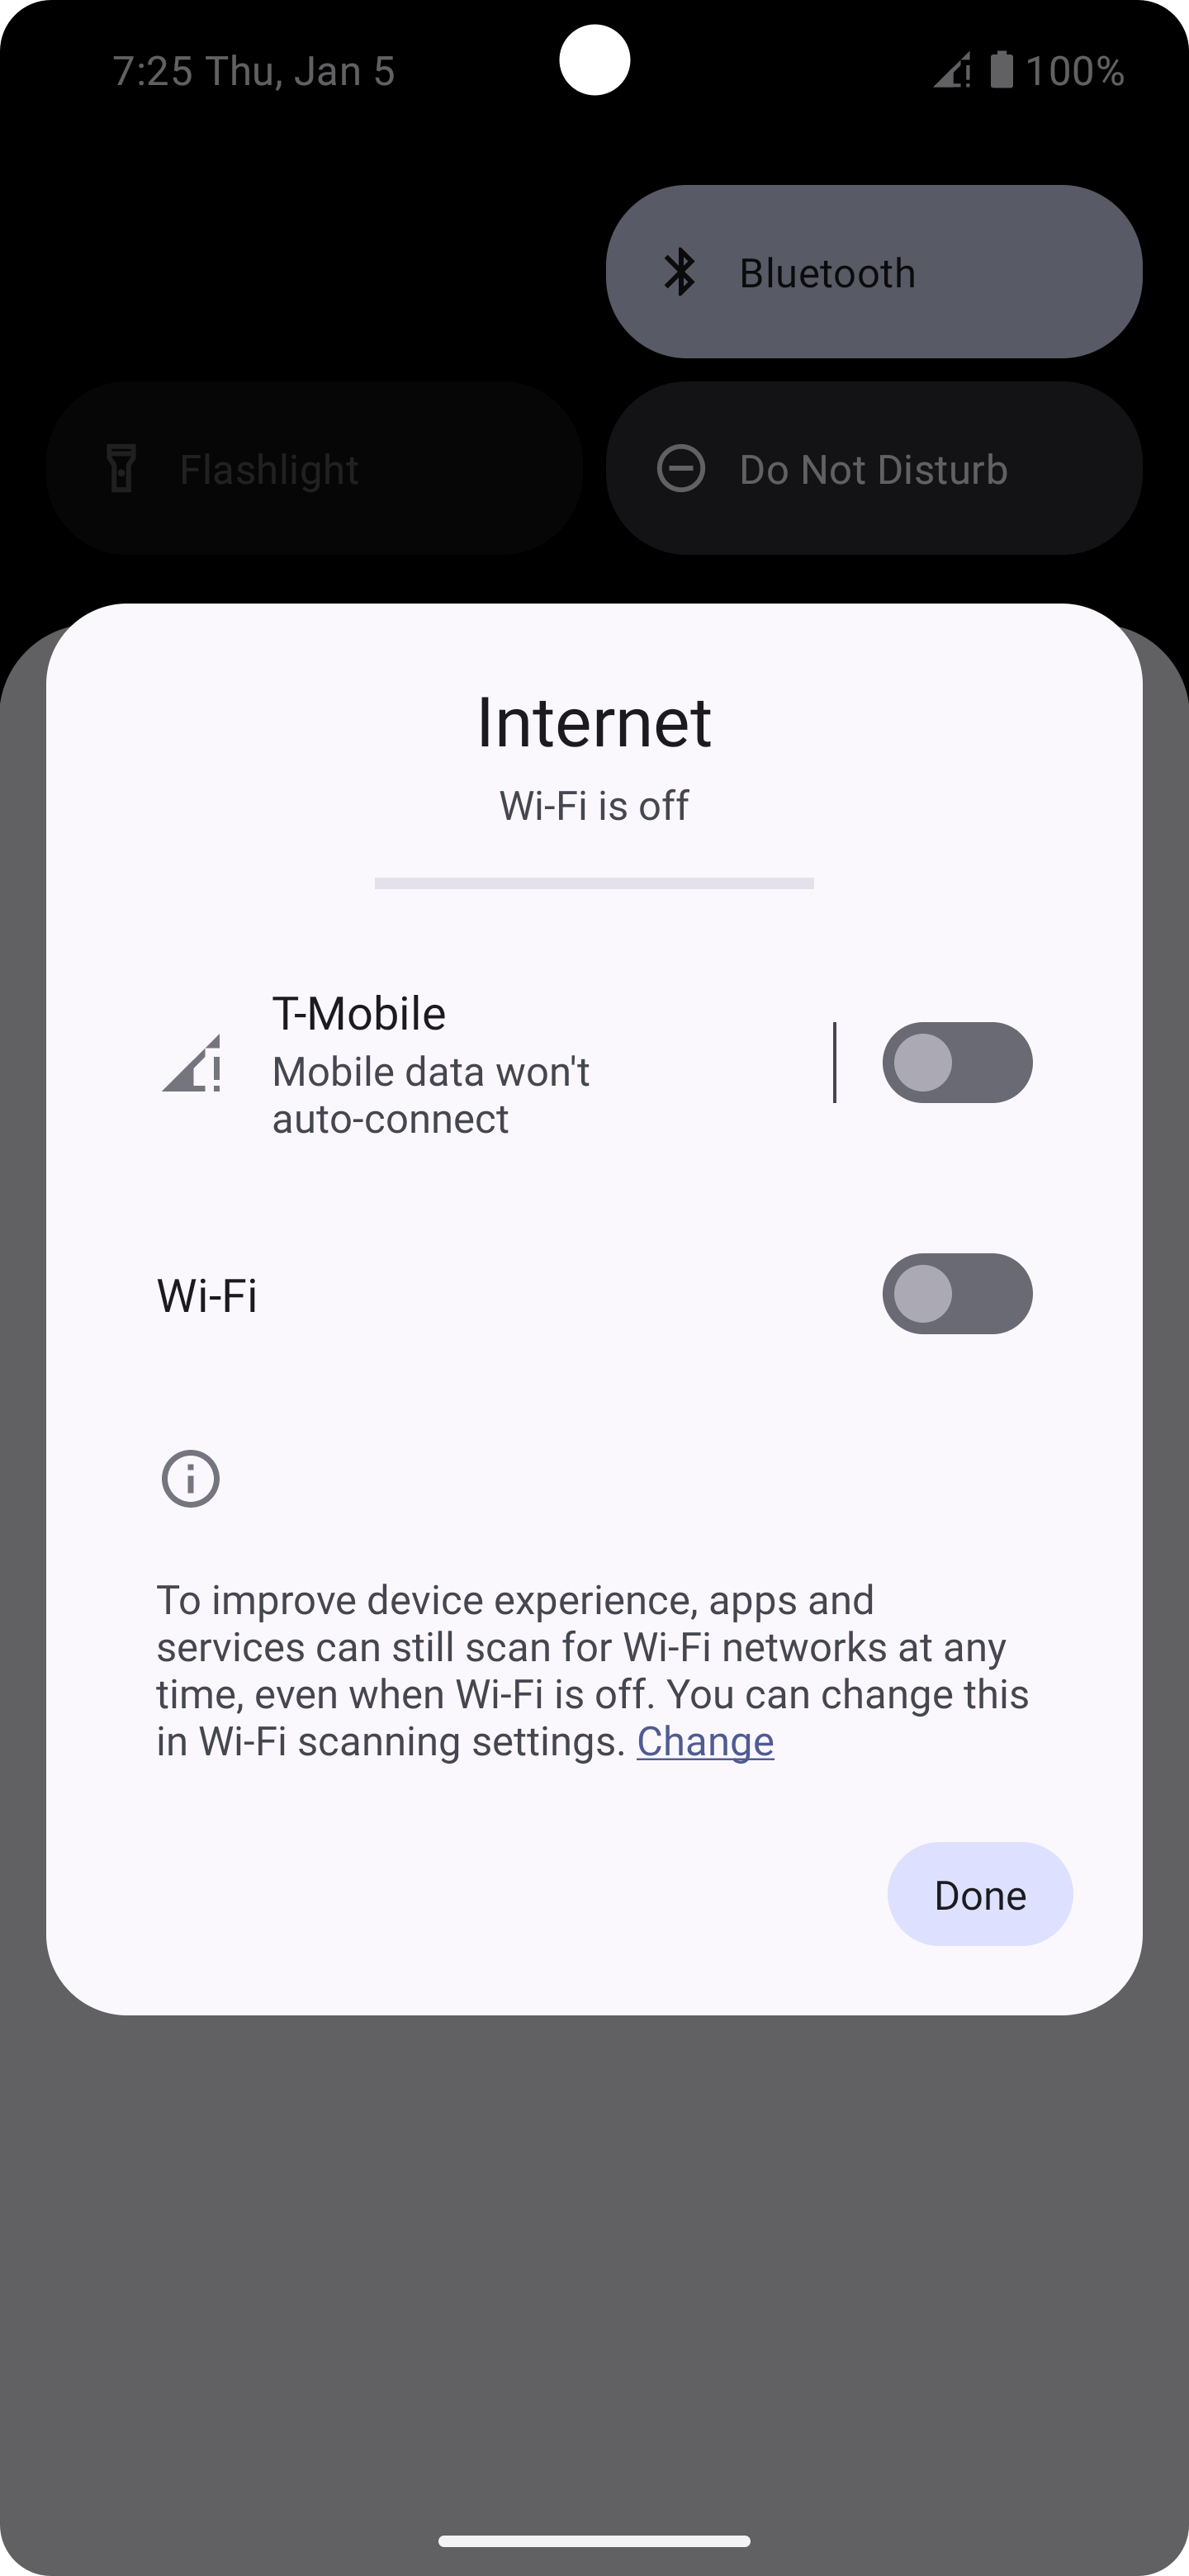 7:25 Thu, Jan 5
100%
Bluetooth
Flashlight
Do Not Disturb
Internet
Wi-Fi is off
T-Mobile
Mobile data won't
auto-connect
Wi-Fi
To improve device experience, apps and
services can still scan for Wi-Fi networks at any
time, even when Wi-Fi is off. You can change this
in Wi-Fi scanning settings. Change
Done